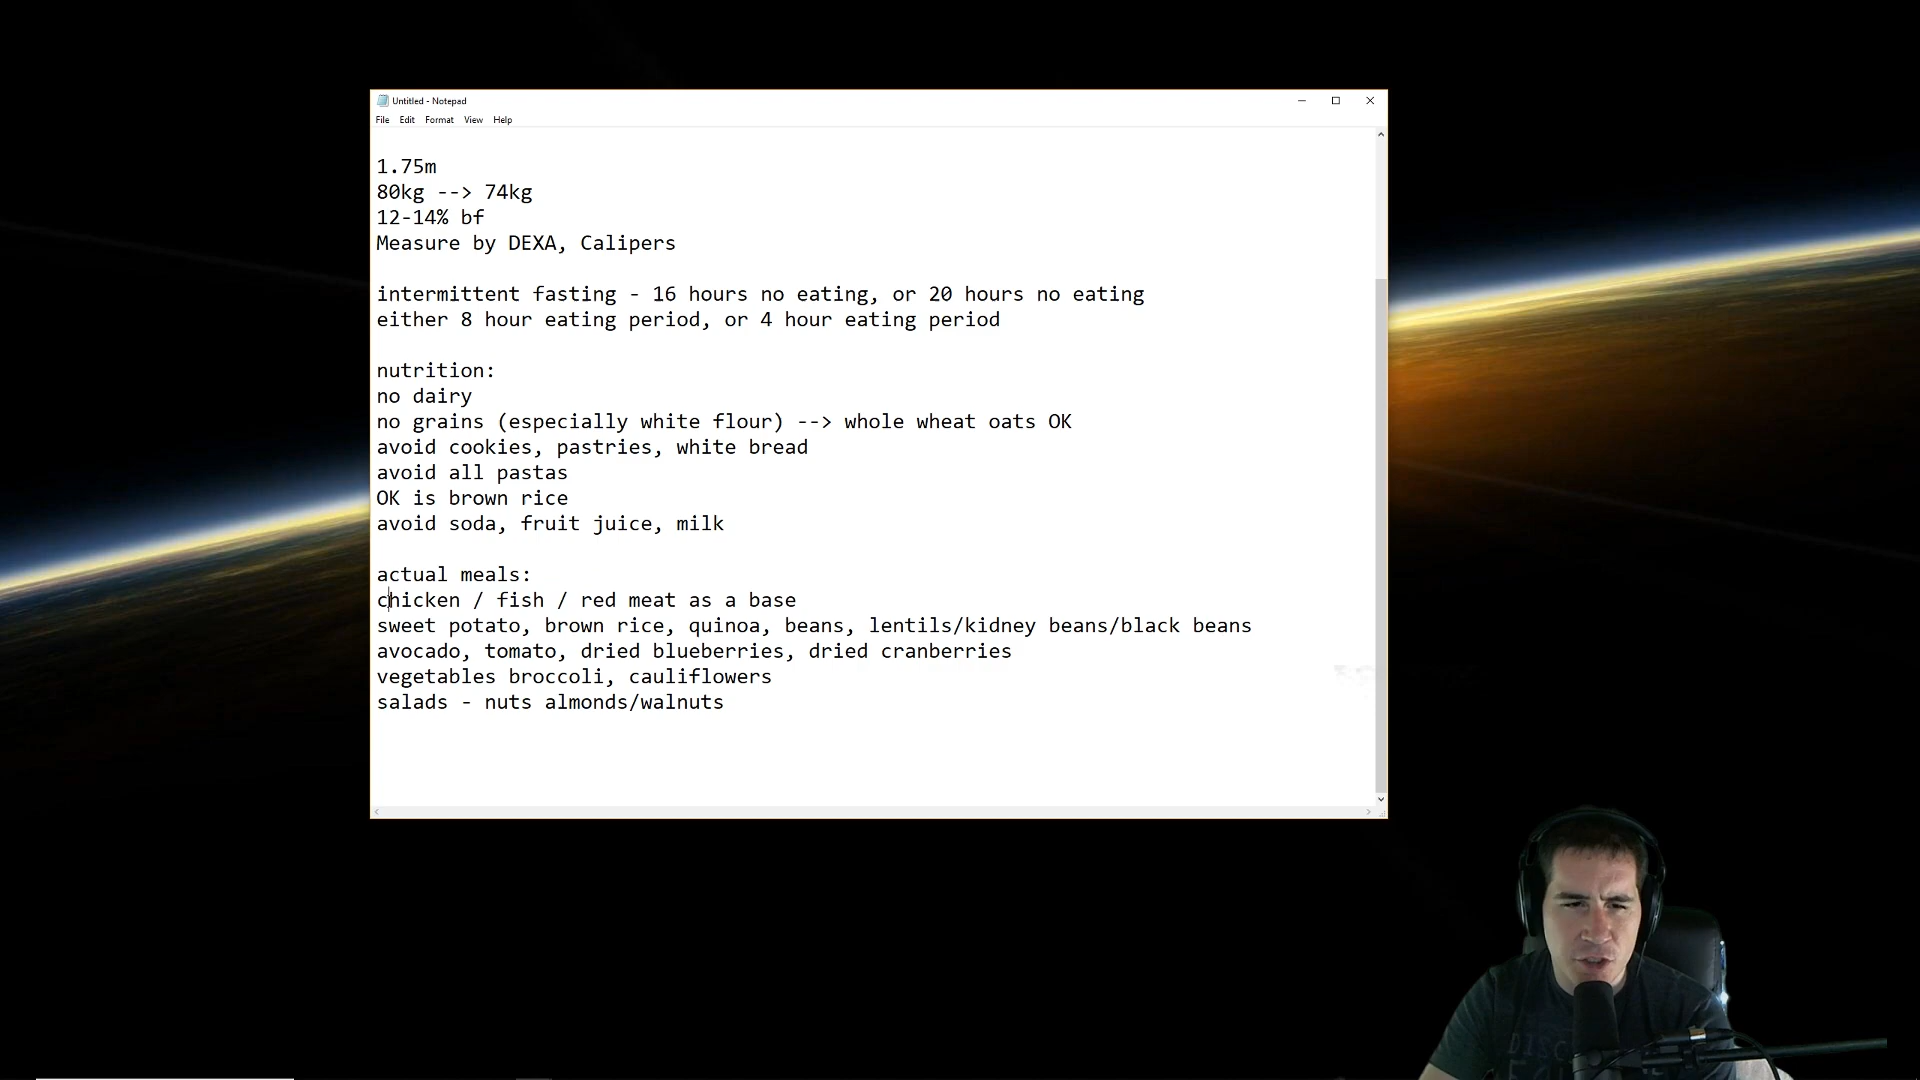 Untitled - Notepad
File Edit Format View Help
1.75m
80kg --> 74kg
12-14% bf
Measure by DEXA, Calipers
intermittent fasting - 16 hours no eating, or 20 hours no eating
either 8 hour eating period, or 4 hour eating period
nutrition:
no dairy
no grains (especially white flour) --> whole wheat oats OK
avoid cookies, pastries, white bread
avoid all pastas
OK is brown rice
avoid soda, fruit juice, milk
actual meals:
chicken / fish / red meat as a base
sweet potato, brown rice, quinoa, beans, lentils/kidney beans/black beans
avocado, tomato, dried blueberries, dried cranberries
vegetables broccoli, cauliflowers
salads - nuts almonds/walnuts